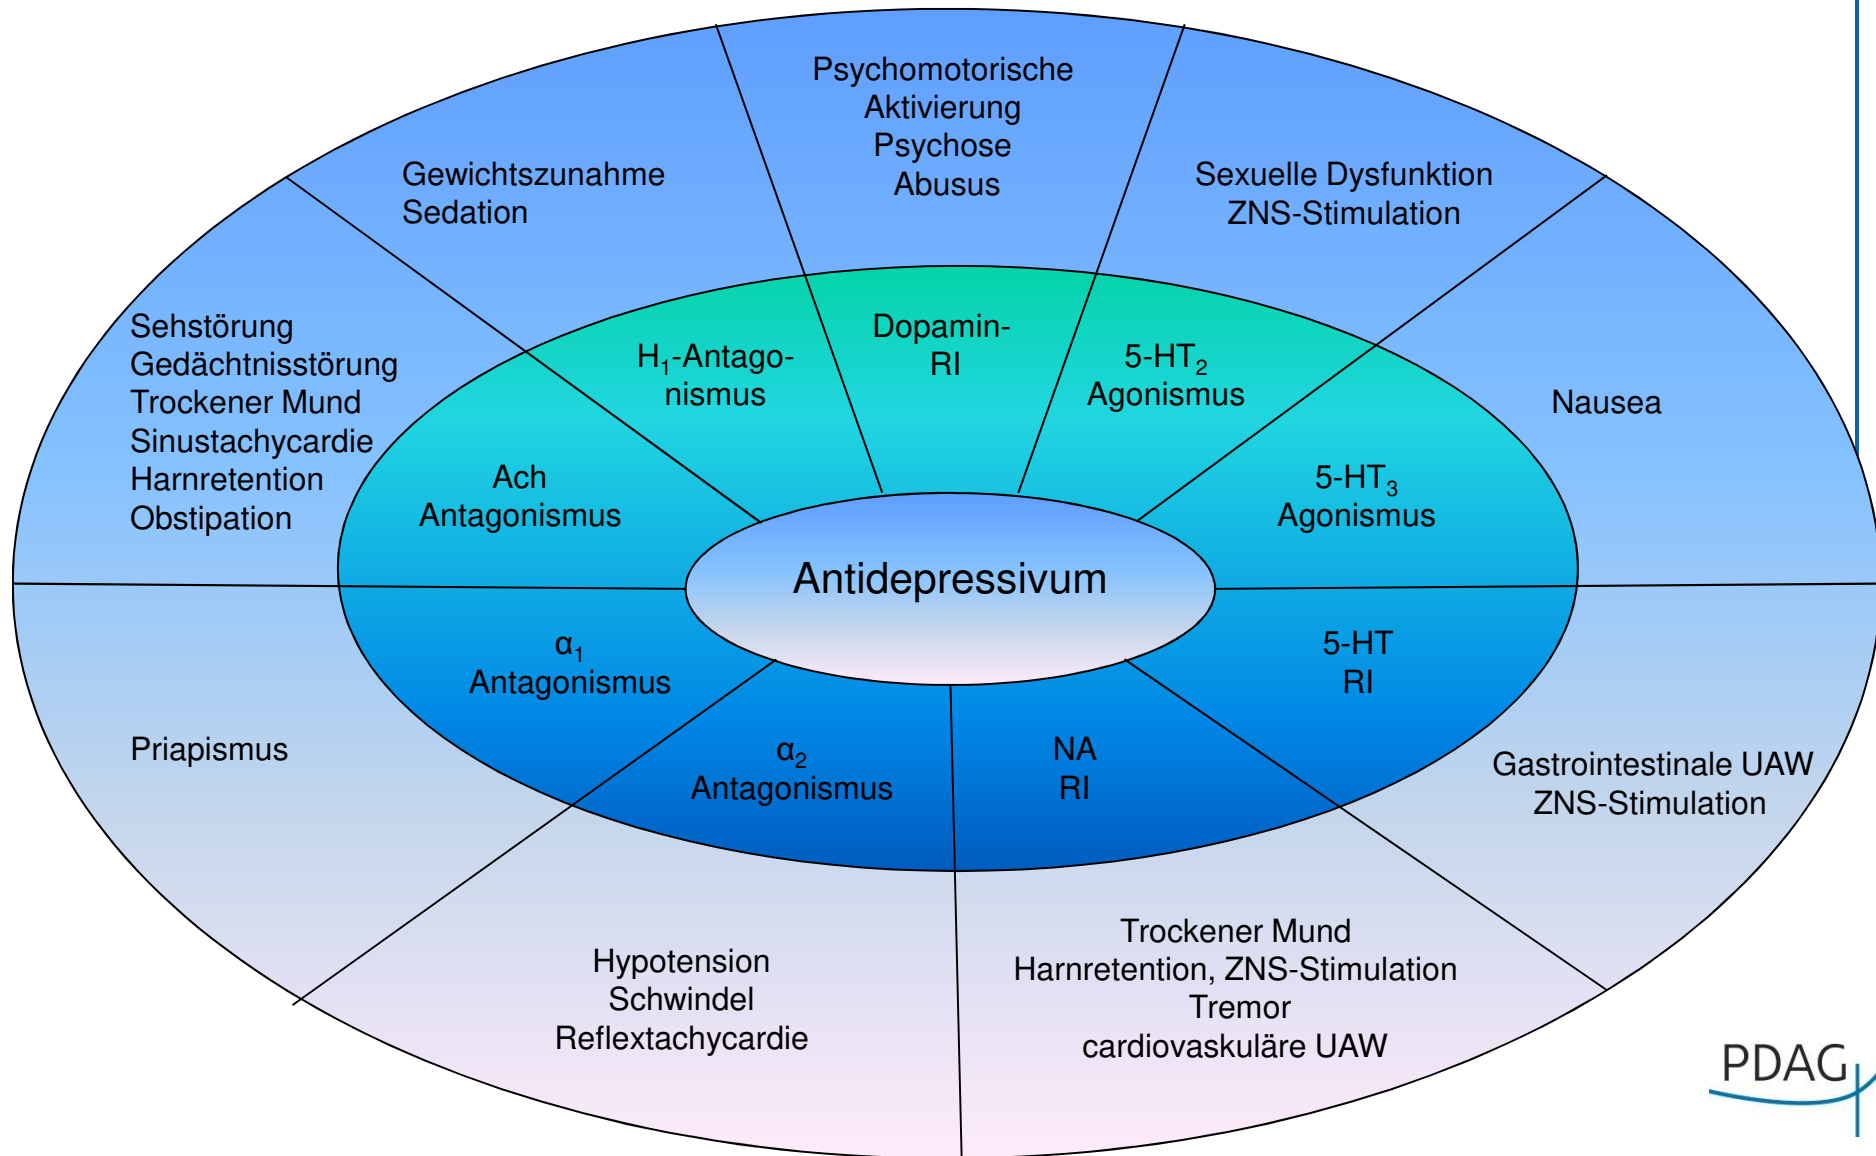 Psychomotorische
Aktivierung
Psychose
Abusus
Gewichtszunahme
Sedation
Sexuelle Dysfunktion
ZNS-Stimulation
Sehstörung
Gedächtnisstörung
Trockener Mund
Sinustachycardie
Harnretention
Obstipation
H₁-Antago-
nismus
Dopamin-
RI
5-HT₂
Agonismus
Nausea
Ach
Antagonismus
5-HT₃
Agonismus
Antidepressivum
α₁
Antagonismus
5-HT
RI
Priapismus
α₂
Antagonismus
NA
RI
Gastrointestinale UAW
ZNS-Stimulation
Hypotension
Schwindel
Reflextachycardie
Trockener Mund
Harnretention, ZNS-Stimulation
Tremor
cardiovaskuläre UAW
PDAG